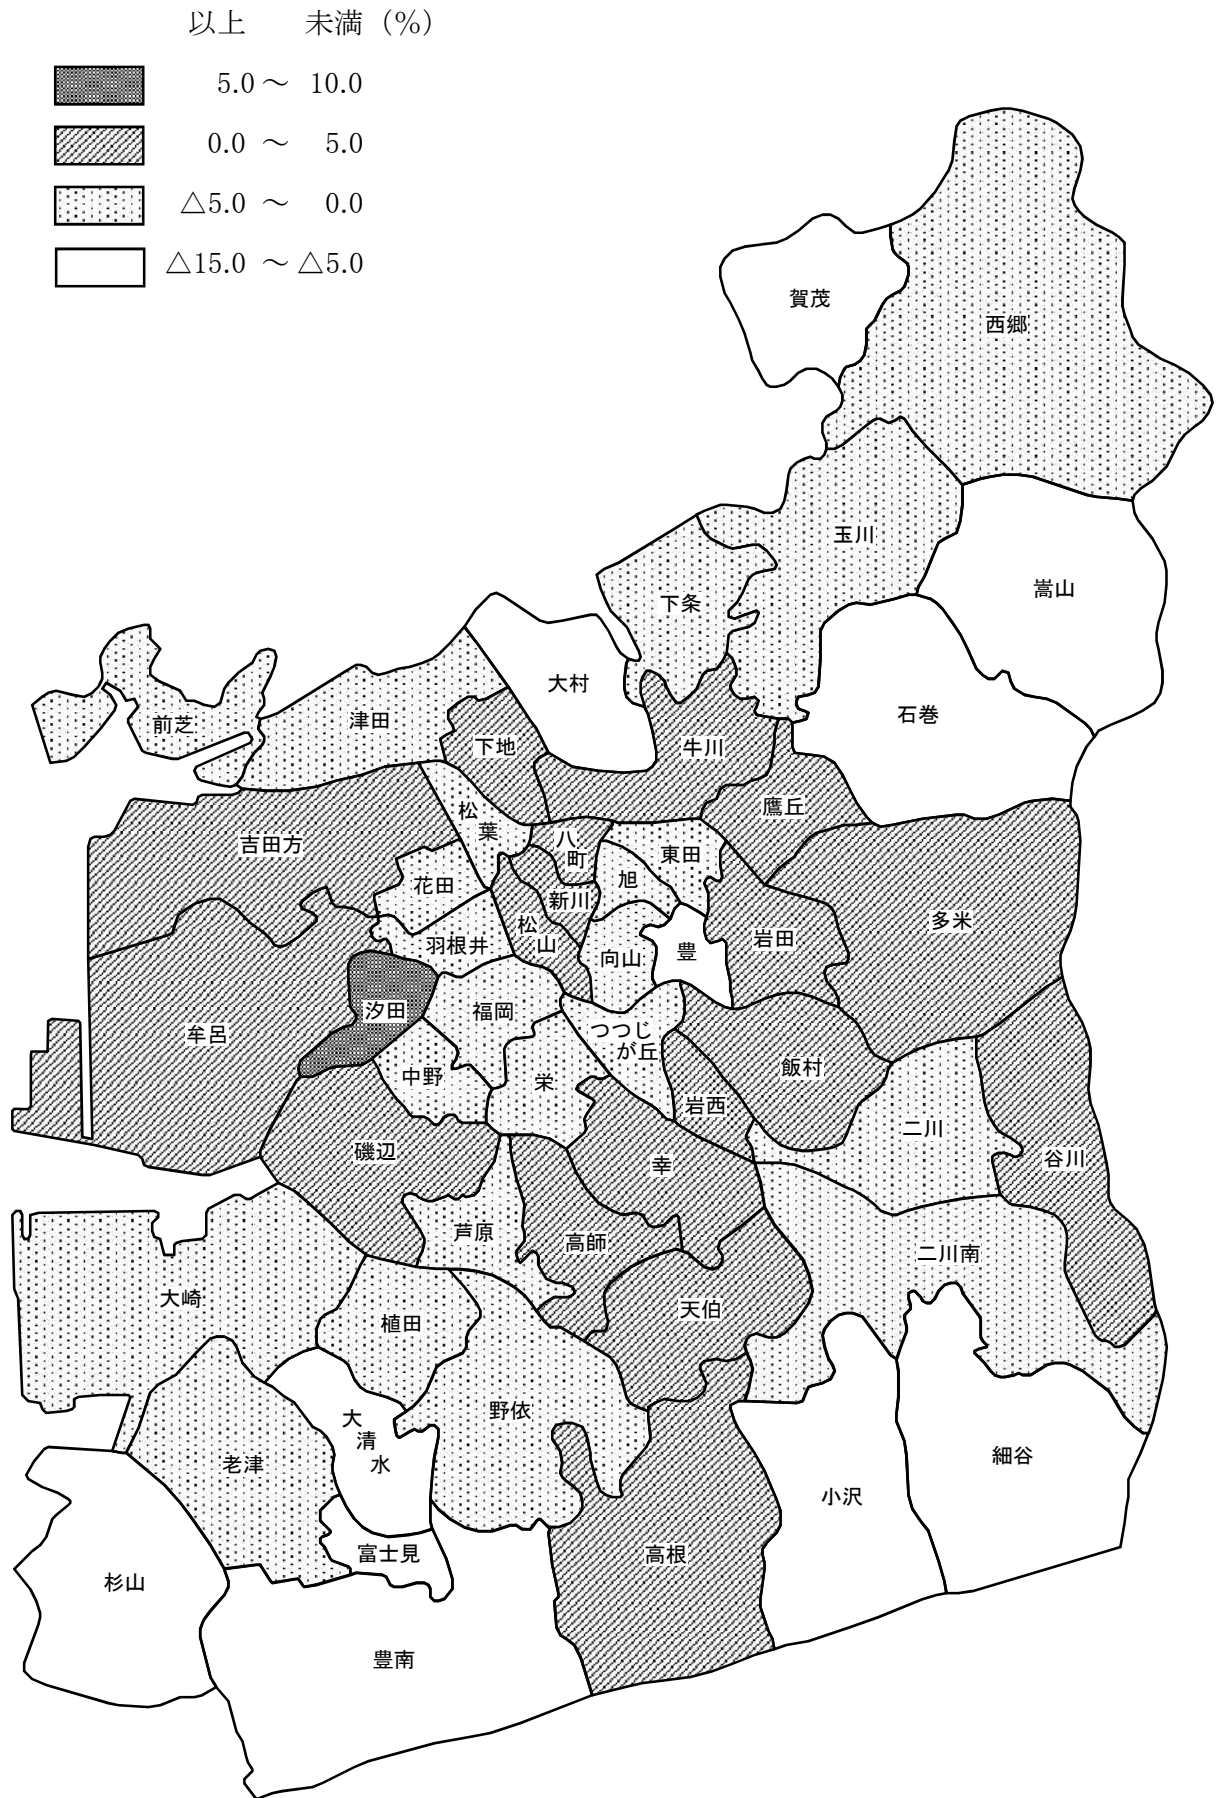 以上 未満 (%)
5.0 ～ 10.0
0.0 ～ 5.0
△5.0 ～ 0.0
△15.0 ～ △5.0
賀茂
西郷
玉川
嵩山
下条
大村
石巻
前芝
津田
下地
牛川
鷹丘
吉田方
松葉
八町
東田
花田
旭
新川
多米
羽根井
松山
向山
豊
岩田
汐田
福岡
牟呂
つつじ
が丘
中野
栄
飯村
岩西
二川
磯辺
幸
谷川
芦原
高師
二川南
大崎
植田
天伯
野依
大清水
老津
細谷
小沢
富士見
高根
杉山
豊南